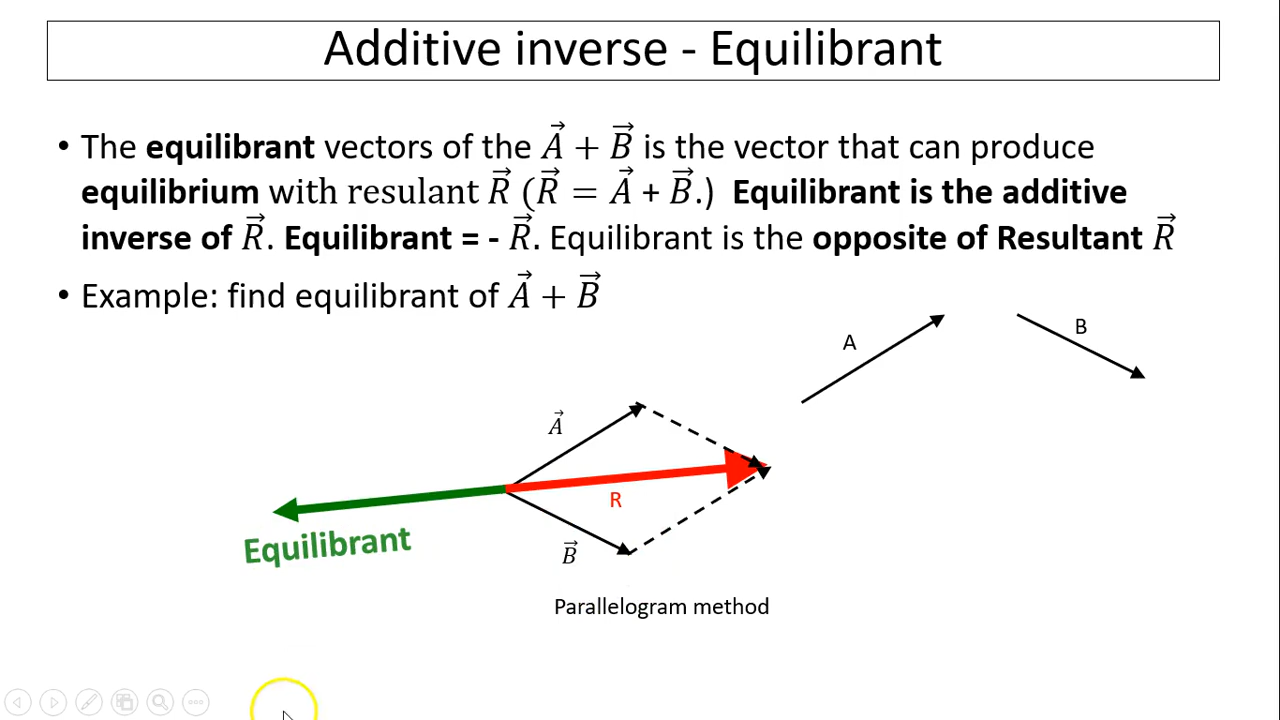 Additive inverse - Equilibrant
• The equilibrant vectors of the A⃗ + B⃗ is the vector that can produce
equilibrium with resulant R⃗ (R⃗ = A⃗ + B⃗.) Equilibrant is the additive
inverse of R⃗. Equilibrant = - R⃗. Equilibrant is the opposite of Resultant R⃗
• Example: find equilibrant of A⃗ + B⃗
A
B
A⃗
R
B⃗
Equilibrant
Parallelogram method